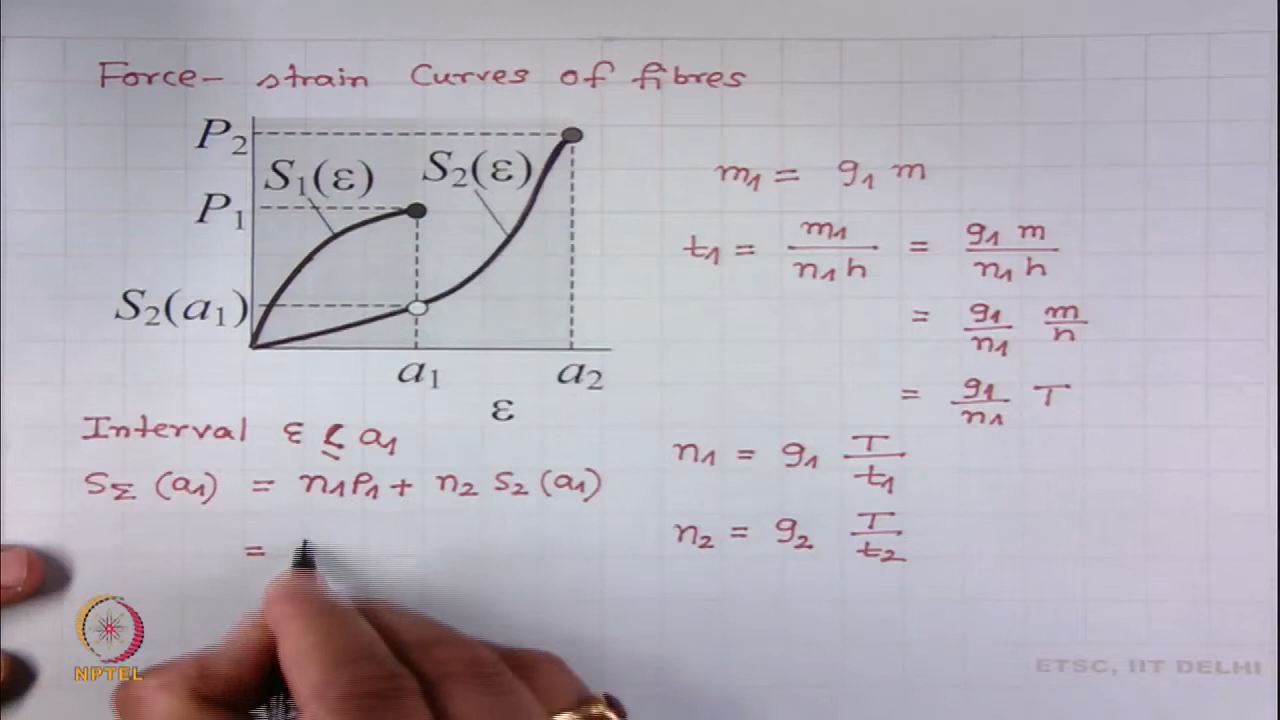 Force- strain Curves of fibres
P₂
S₁(ε) S₂(ε)
P₁
S₂(a₁)
a₁ a₂
ε
Interval ε ≤ a₁
S_Σ (a₁) = n₁P₁ + n₂ S₂ (a₁)
=
m₁ = g₁ m
t₁ = m₁ / n₁ h = g₁ m / n₁ h
= g₁ / n₁ m / h
= g₁ / n₁ T
n₁ = g₁ T / t₁
n₂ = g₂ T / t₂
NPTEL
ETSC, IIT DELHI